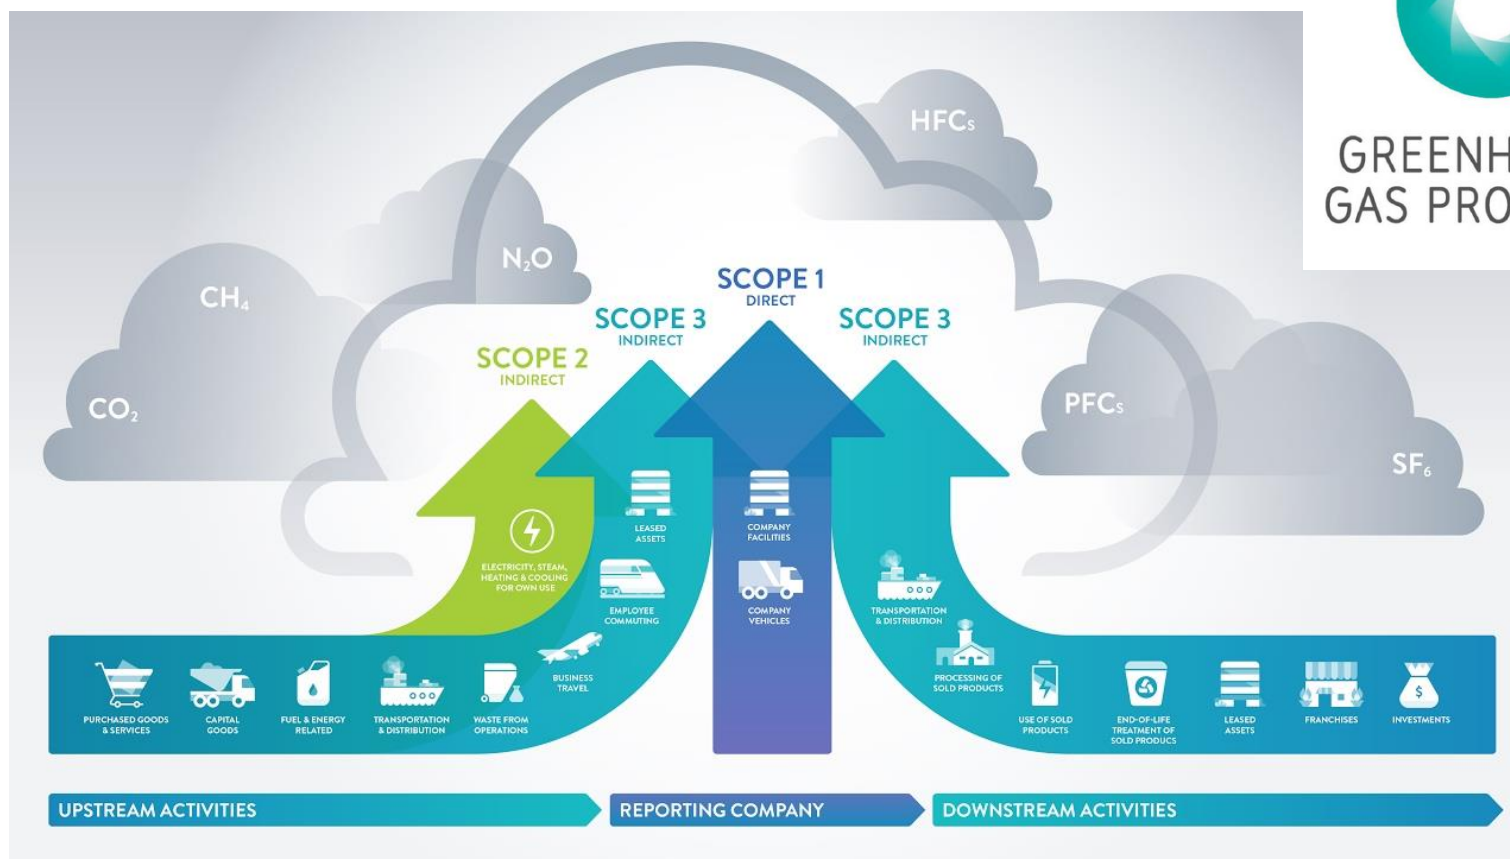 GREENH
GAS PRO
HFCs
N₂O
CH₄
CO₂
PFCs
SF₆
SCOPE 1
DIRECT
SCOPE 3
INDIRECT
SCOPE 3
INDIRECT
SCOPE 2
INDIRECT
ELECTRICITY, STEAM,
HEATING & COOLING
FOR OWN USE
LEASED
ASSETS
EMPLOYEE
COMMUTING
BUSINESS
TRAVEL
COMPANY
FACILITIES
COMPANY
VEHICLES
TRANSPORTATION
& DISTRIBUTION
PROCESSING OF
SOLD PRODUCTS
PURCHASED GOODS
& SERVICES
CAPITAL
GOODS
FUEL & ENERGY
RELATED
TRANSPORTATION
& DISTRIBUTION
WASTE FROM
OPERATIONS
USE OF SOLD
PRODUCTS
END-OF-LIFE
TREATMENT OF
SOLD PRODUCS
LEASED
ASSETS
FRANCHISES
$
INVESTMENTS
UPSTREAM ACTIVITIES
REPORTING COMPANY
DOWNSTREAM ACTIVITIES